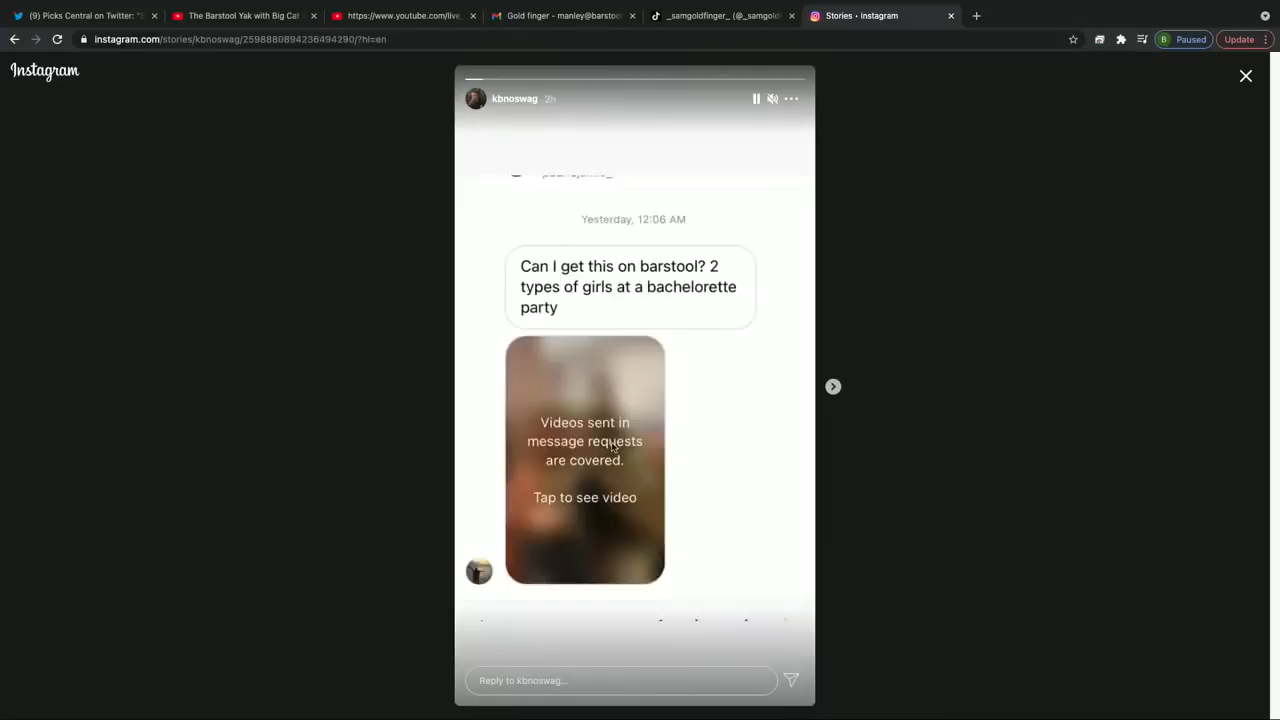 (9) Picks Central on Twitter: "S
The Barstool Yak with Big Cat
https://www.youtube.com/live_
Gold finger - manley@barstoo
_samgoldfinger_ (@_samgoldf
Stories • Instagram
instagram.com/stories/kbnoswag/2598880894236494290/?hl=en
B Paused
Update
Instagram
kbnoswag 2h
Yesterday, 12:06 AM
Can I get this on barstool? 2
types of girls at a bachelorette
party
Videos sent in
message requests
are covered.
Tap to see video
Reply to kbnoswag...